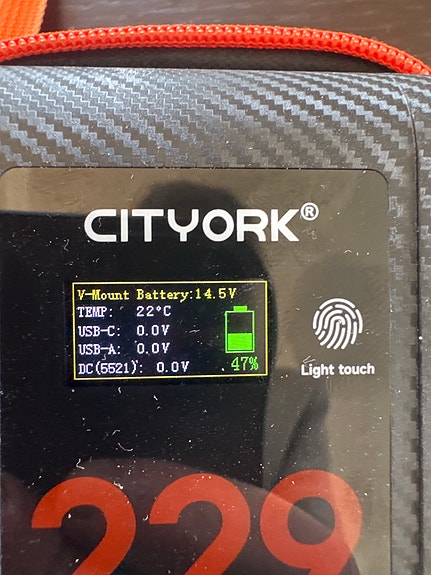 CITYORK®
V-Mount Battery:14.5V
TEMP: 22°C
USB-C: 0.0V
USB-A: 0.0V
DC(5521): 0.0V
47%
Light touch
229